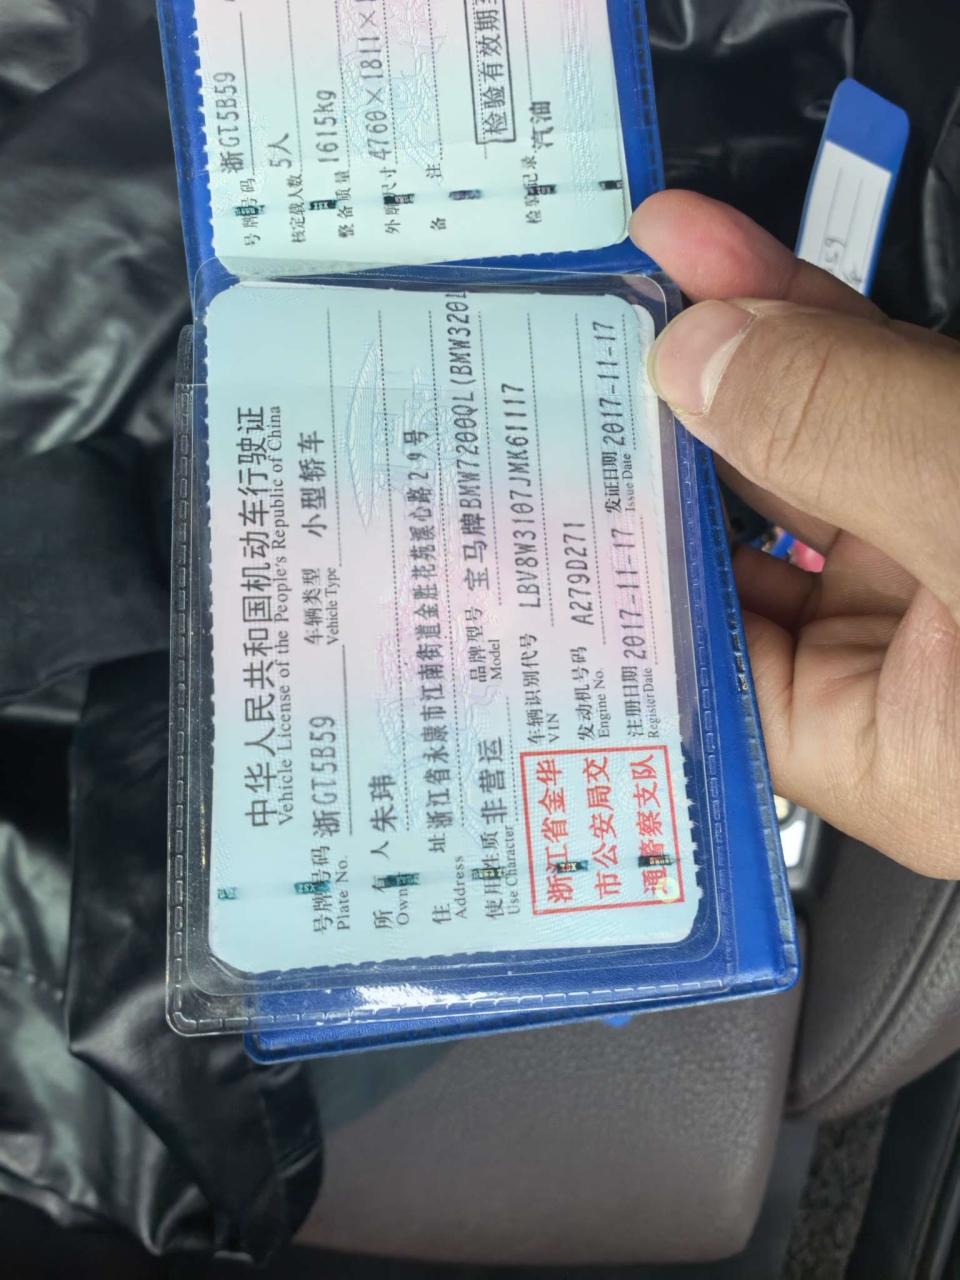 中华人民共和国机动车行驶证
Vehicle License of the People's Republic of China
号牌号码 浙GT5B59 车辆类型 小型轿车
Plate No. Vehicle Type
所有人 朱玮
Owner
住址 浙江省永康市江南街道金胜花苑溪心路29号
Address
使用性质 非营运 品牌型号 宝马牌BMW7200QL(BMW320l
Use Character Model
车辆识别代号 LBV8W3107JMK61117
VIN
发动机号码 A279D271
Engine No.
注册日期 2017-11-17 发证日期 2017-11-17
Register Date Issue Date
浙江省金华
市公安局交
通警察支队
号牌号码 浙GT5B59
核定载人数 5人
整备质量 1615kg
外廓尺寸 4760×1811×1
备注
检验有效期至
检验记录 汽油